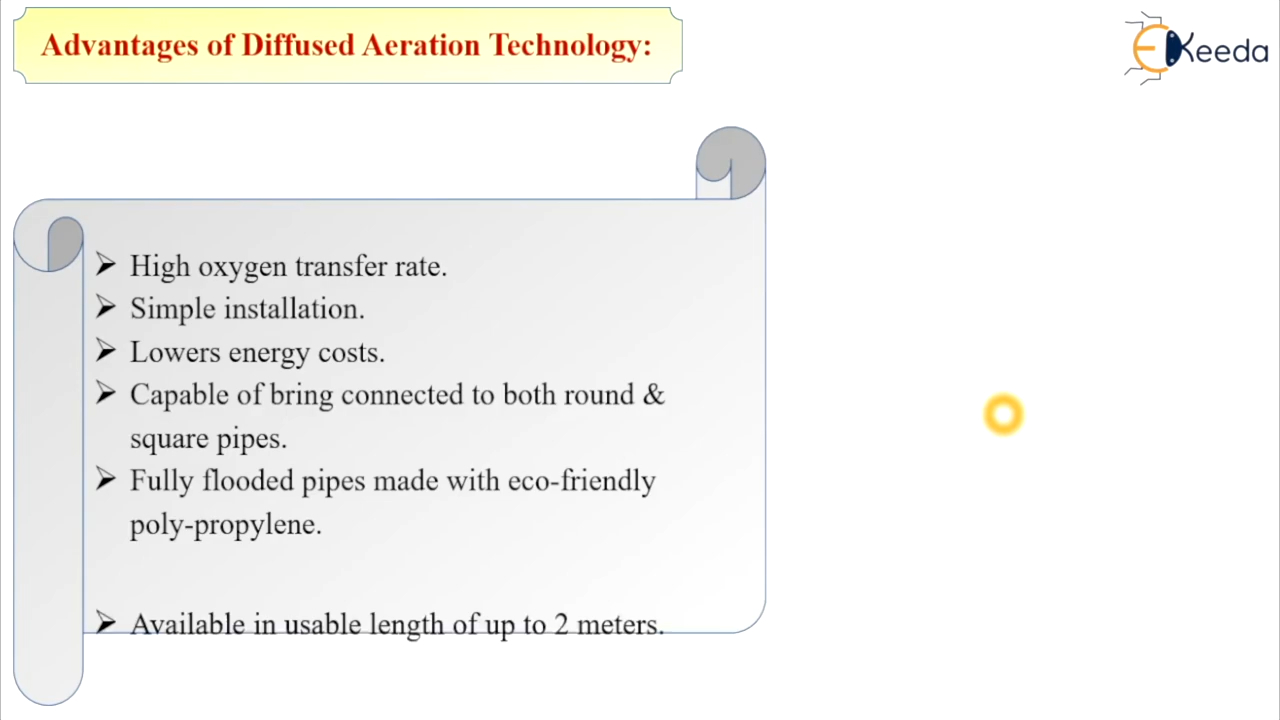 Advantages of Diffused Aeration Technology:
EKeeda
➢ High oxygen transfer rate.
➢ Simple installation.
➢ Lowers energy costs.
➢ Capable of bring connected to both round &
square pipes.
➢ Fully flooded pipes made with eco-friendly
poly-propylene.
➢ Available in usable length of up to 2 meters.